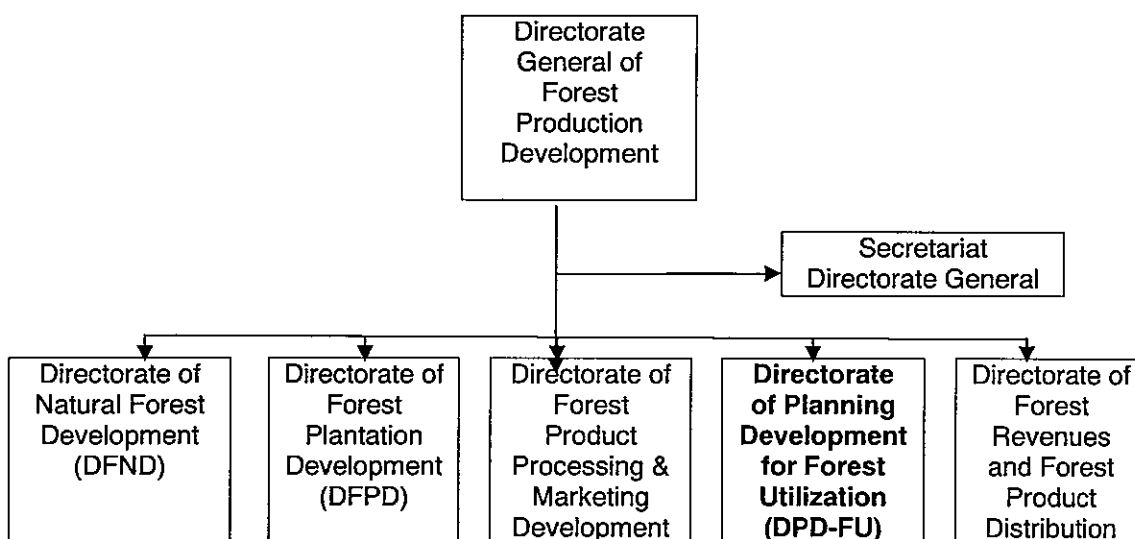 Directorate
General of
Forest
Production
Development
Secretariat
Directorate General
Directorate of
Natural Forest
Development
(DFND)
Directorate of
Forest
Plantation
Development
(DFPD)
Directorate of
Forest
Product
Processing &
Marketing
Development
Directorate
of Planning
Development
for Forest
Utilization
(DPD-FU)
Directorate of
Forest
Revenues
and Forest
Product
Distribution